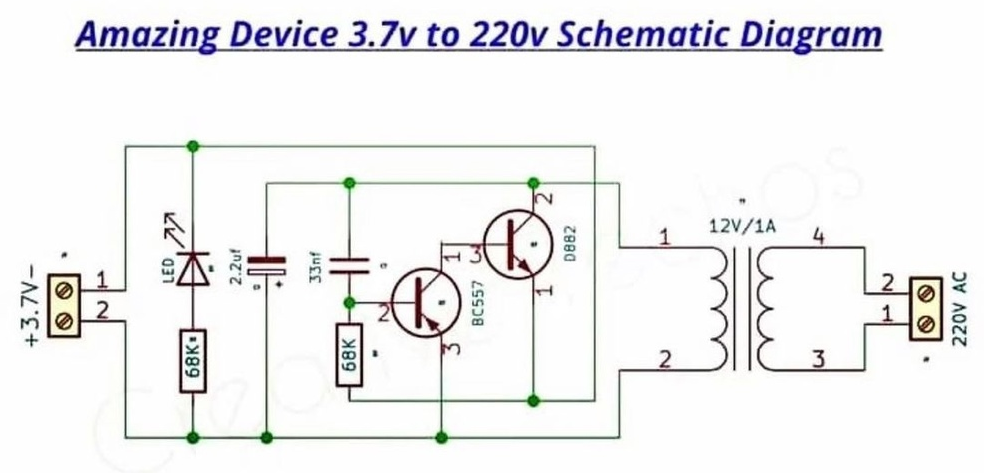 Amazing Device 3.7v to 220v Schematic Diagram
+3.7V-
1
2
LED
68K
2.2uf
+
33nf
68K
2
1
3
BC557
3
2
1
D882
12V/1A
1
2
4
3
2
1
220V AC